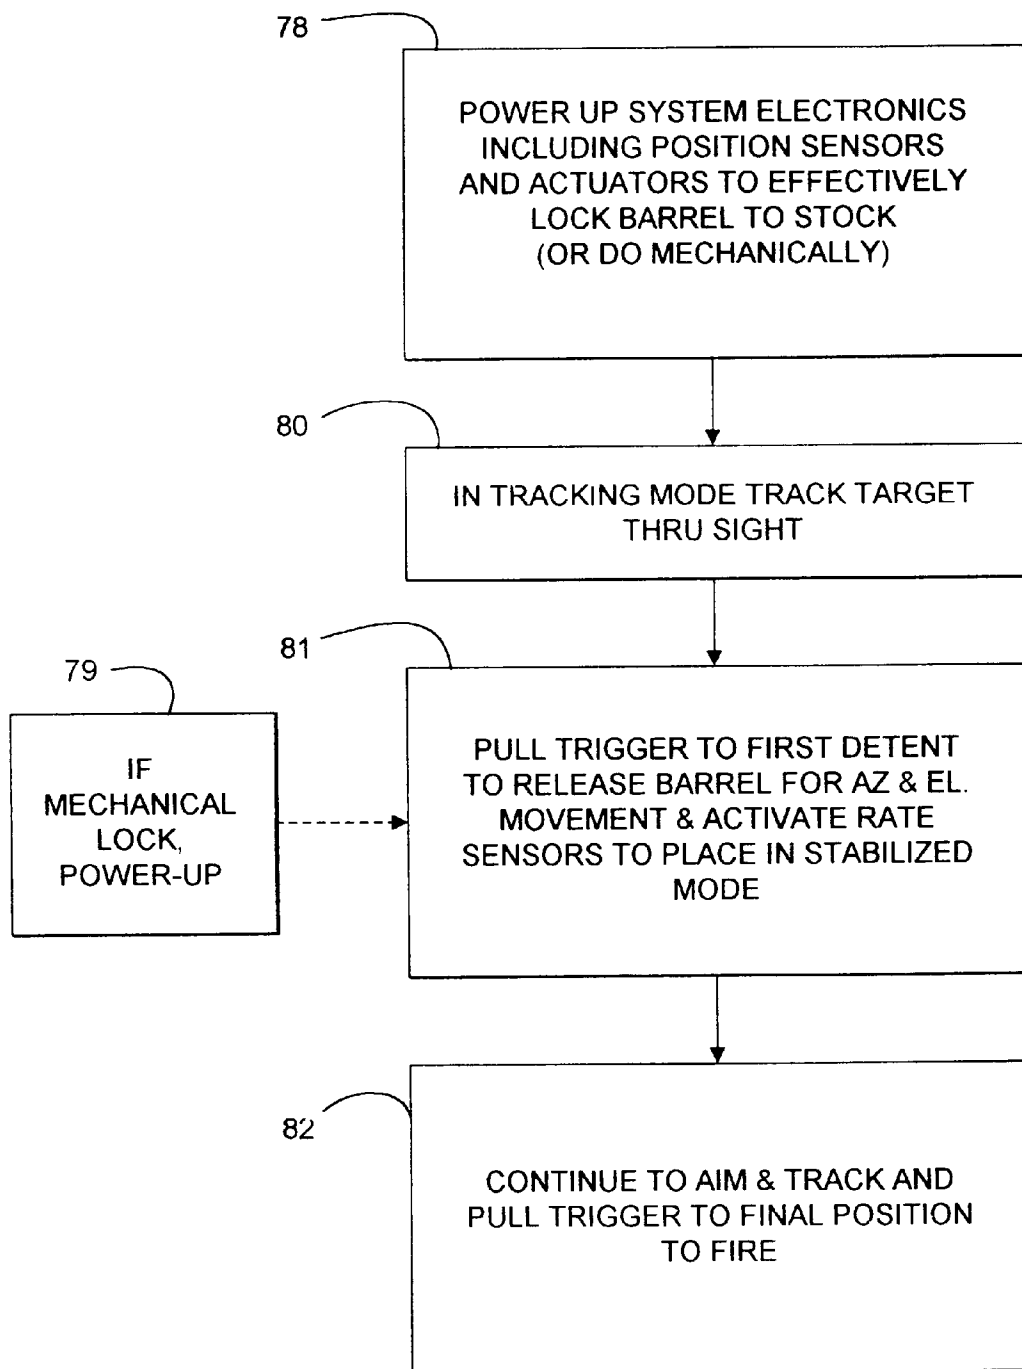 78
POWER UP SYSTEM ELECTRONICS
INCLUDING POSITION SENSORS
AND ACTUATORS TO EFFECTIVELY
LOCK BARREL TO STOCK
(OR DO MECHANICALLY)
80
IN TRACKING MODE TRACK TARGET
THRU SIGHT
81
79
IF
MECHANICAL
LOCK,
POWER-UP
PULL TRIGGER TO FIRST DETENT
TO RELEASE BARREL FOR AZ & EL.
MOVEMENT & ACTIVATE RATE
SENSORS TO PLACE IN STABILIZED
MODE
82
CONTINUE TO AIM & TRACK AND
PULL TRIGGER TO FINAL POSITION
TO FIRE